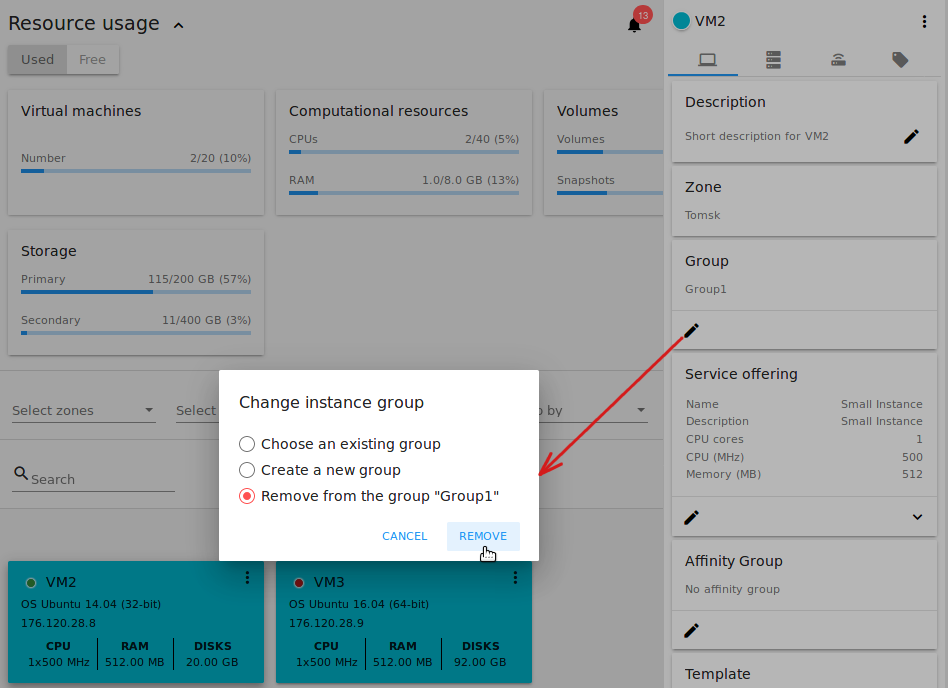 Resource usage
13
Used Free
Virtual machines
Number 2/20 (10%)
Computational resources
CPUs 2/40 (5%)
RAM 1.0/8.0 GB (13%)
Volumes
Volumes
Snapshots
Storage
Primary 115/200 GB (57%)
Secondary 11/400 GB (3%)
Select zones
Select
by
Search
Change instance group
Choose an existing group
Create a new group
Remove from the group "Group1"
CANCEL REMOVE
VM2
OS Ubuntu 14.04 (32-bit)
176.120.28.8
CPU RAM DISKS
1x500 MHz 512.00 MB 20.00 GB
VM3
OS Ubuntu 16.04 (64-bit)
176.120.28.9
CPU RAM DISKS
1x500 MHz 512.00 MB 92.00 GB
VM2
Description
Short description for VM2
Zone
Tomsk
Group
Group1
Service offering
Name Small Instance
Description Small Instance
CPU cores 1
CPU (MHz) 500
Memory (MB) 512
Affinity Group
No affinity group
Template